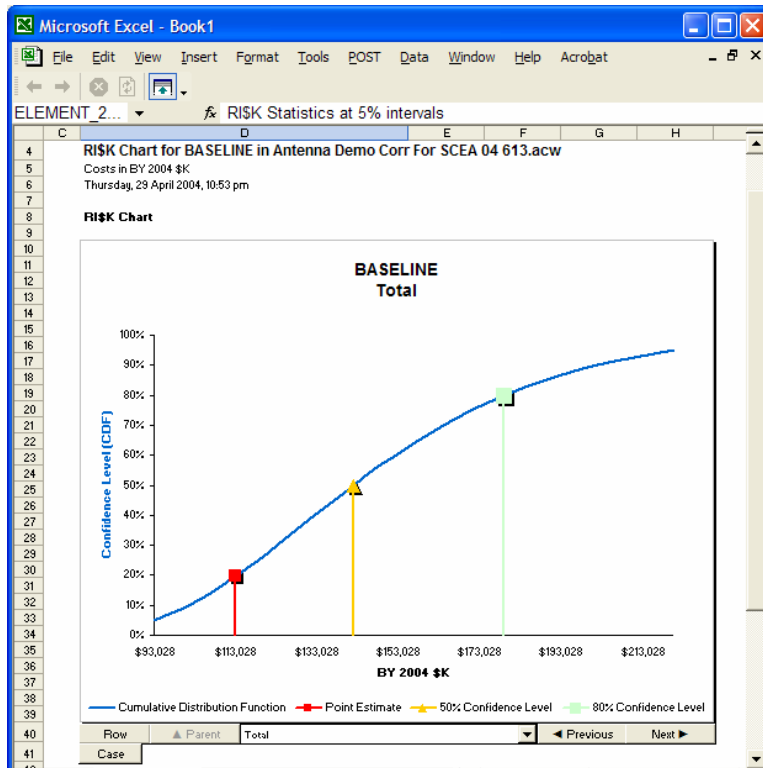 Microsoft Excel - Book1
File Edit View Insert Format Tools POST Data Window Help Acrobat
ELEMENT_2... fx RI$K Statistics at 5% intervals
C D E F G H
4 RI$K Chart for BASELINE in Antenna Demo Corr For SCEA 04 613.acw
5 Costs in BY 2004 $K
6 Thursday, 29 April 2004, 10:53 pm
7
8 RI$K Chart
9
10
11
12
13
14
15
16
17
18
19
20
21
22
23
24
25
26
27
28
29
30
31
32
33
34
35
36
37
38
39
40
41
BASELINE
Total
100%
90%
80%
70%
60%
50%
40%
30%
20%
10%
0%
Confidence Level (CDF)
$93,028 $113,028 $133,028 $153,028 $173,028 $193,028 $213,028
BY 2004 $K
Cumulative Distribution Function Point Estimate 50% Confidence Level 80% Confidence Level
Row ▲ Parent Total ◄ Previous Next ►
Case